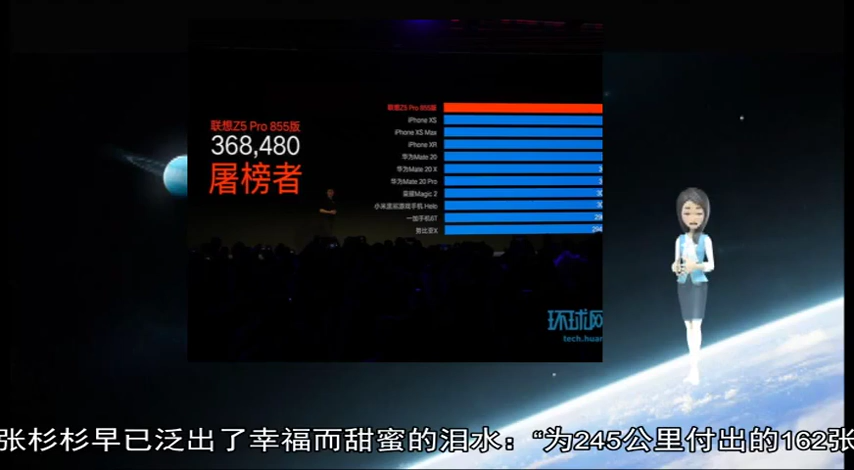 联想Z5 Pro 855版
368,480
屠榜者
联想Z5 Pro 855版
iPhone XS
iPhone XS Max
iPhone XR
华为Mate 20
华为Mate 20 X
华为Mate 20 Pro
荣耀Magic 2
小米黑鲨游戏手机 Helo
一加手机6T
努比亚X
294
环球网
tech.huan
张杉杉早已泛出了幸福而甜蜜的泪水：“为245公里付出的162张